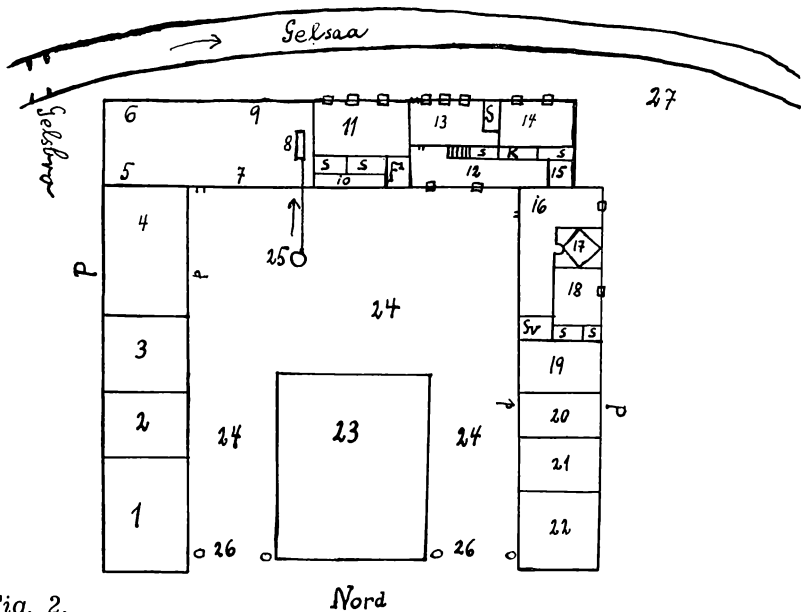 Gelsaa
Gelsbro
27
6 9 11 13 S 14
8
S S S K S
5 7 10 12 15
4 16
25 17
P P 18
24
Sv S S
3 19
2 24 23 24 20
21
1 22
26 26
Fig. 2.
Nord